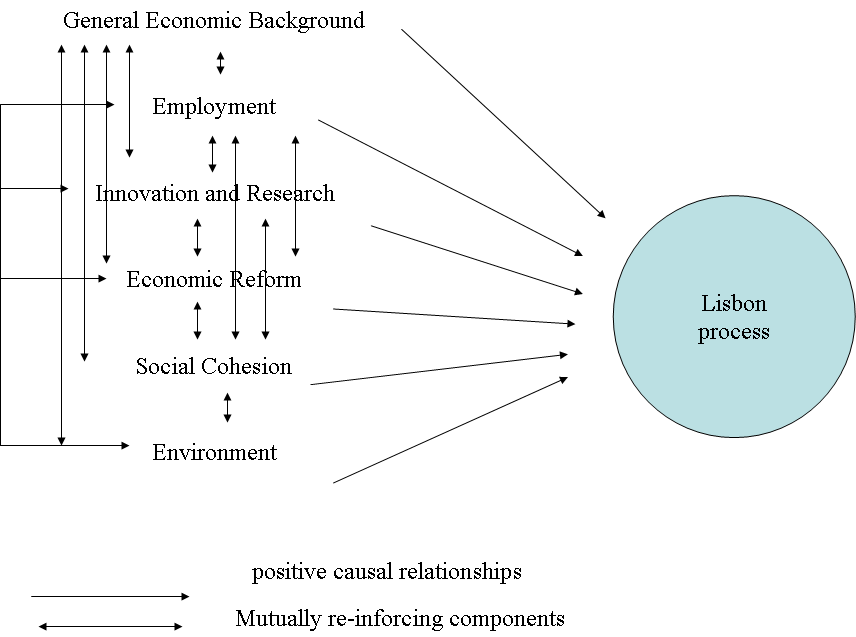 General Economic Background
Employment
Innovation and Research
Economic Reform
Social Cohesion
Environment
Lisbon
process
positive causal relationships
Mutually re-inforcing components